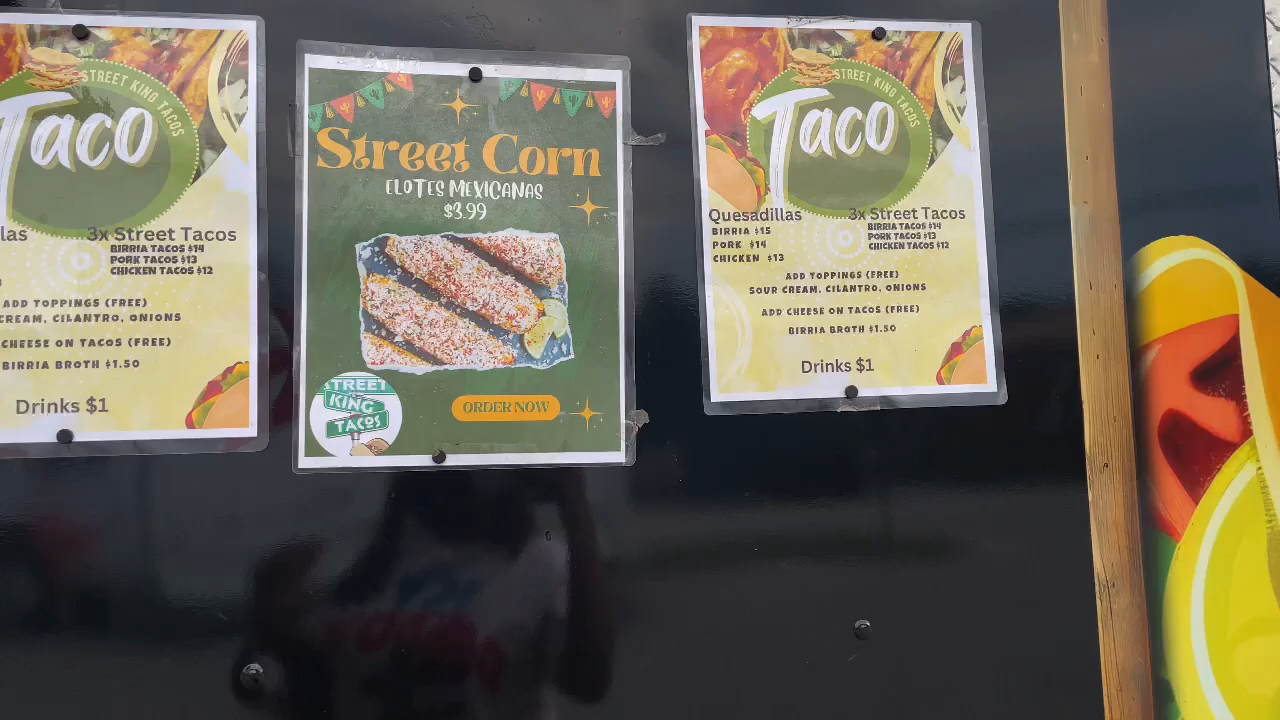 STREET KING TACOS
Taco
las
3x Street Tacos
BIRRIA TACOS $14
PORK TACOS $13
CHICKEN TACOS $12
ADD TOPPINGS (FREE)
CREAM, CILANTRO, ONIONS
CHEESE ON TACOS (FREE)
BIRRIA BROTH $1.50
Drinks $1
Street Corn
ELOTES MEXICANAS
$3.99
STREET
KING
TACOS
ORDER NOW
STREET KING TACOS
Taco
Quesadillas
BIRRIA $15
PORK $14
CHICKEN $13
3x Street Tacos
BIRRIA TACOS $14
PORK TACOS $13
CHICKEN TACOS $12
ADD TOPPINGS (FREE)
SOUR CREAM, CILANTRO, ONIONS
ADD CHEESE ON TACOS (FREE)
BIRRIA BROTH $1.50
Drinks $1